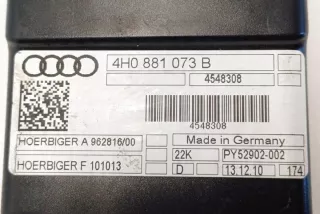 4H0 881 073 B
4548308
4548308
HOERBIGER A 962816/00
Made in Germany
22K PY52902-002
HOERBIGER F 101013
D 13.12.10 174